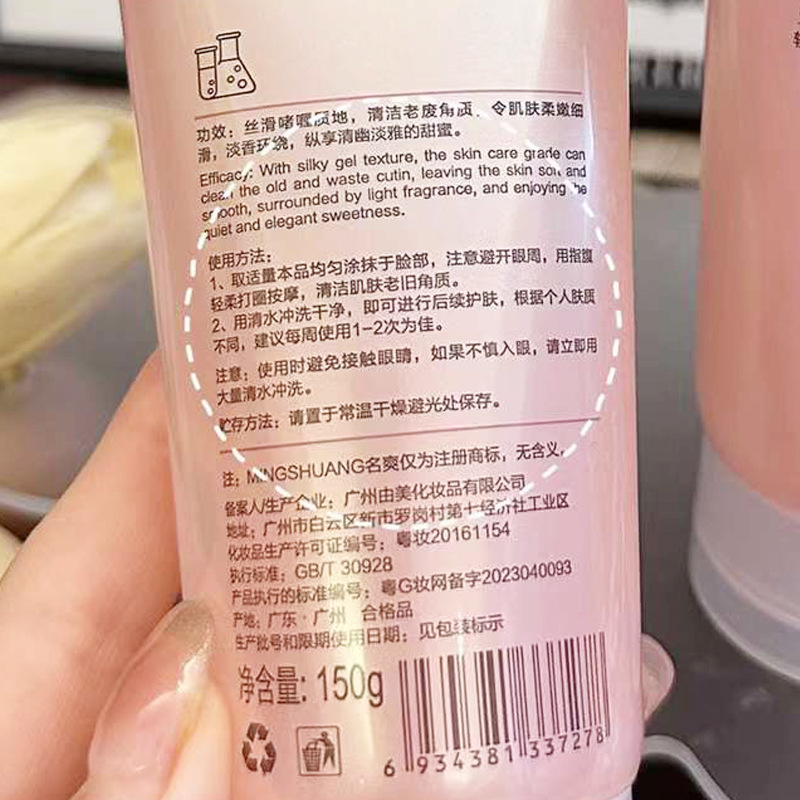 功效：丝滑啫喱质地，清洁老废角质，令肌肤柔嫩细
滑，淡香环绕，纵享清幽淡雅的甜蜜。
Efficacy: With silky gel texture, the skin care grade can
clean the old and waste cutin, leaving the skin soft and
smooth, surrounded by light fragrance, and enjoying the
quiet and elegant sweetness.
使用方法：
1、取适量本品均匀涂抹于脸部，注意避开眼周，用指腹
轻柔打圈按摩，清洁肌肤老旧角质。
2、用清水冲洗干净，即可进行后续护肤，根据个人肤质
不同，建议每周使用1-2次为佳。
注意：使用时避免接触眼睛，如果不慎入眼，请立即用
大量清水冲洗。
贮存方法：请置于常温干燥避光处保存。
注：MINGSHUANG名爽仅为注册商标，无含义。
备案人/生产企业：广州由美化妆品有限公司
地址：广州市白云区新市罗岗村第七经济社工业区
化妆品生产许可证编号：粤妆20161154
执行标准：GB/T 30928
产品执行的标准编号：粤G妆网备字2023040093
产地：广东·广州 合格品
生产批号和限期使用日期：见包装标示
净含量：150g
6 934381 337278